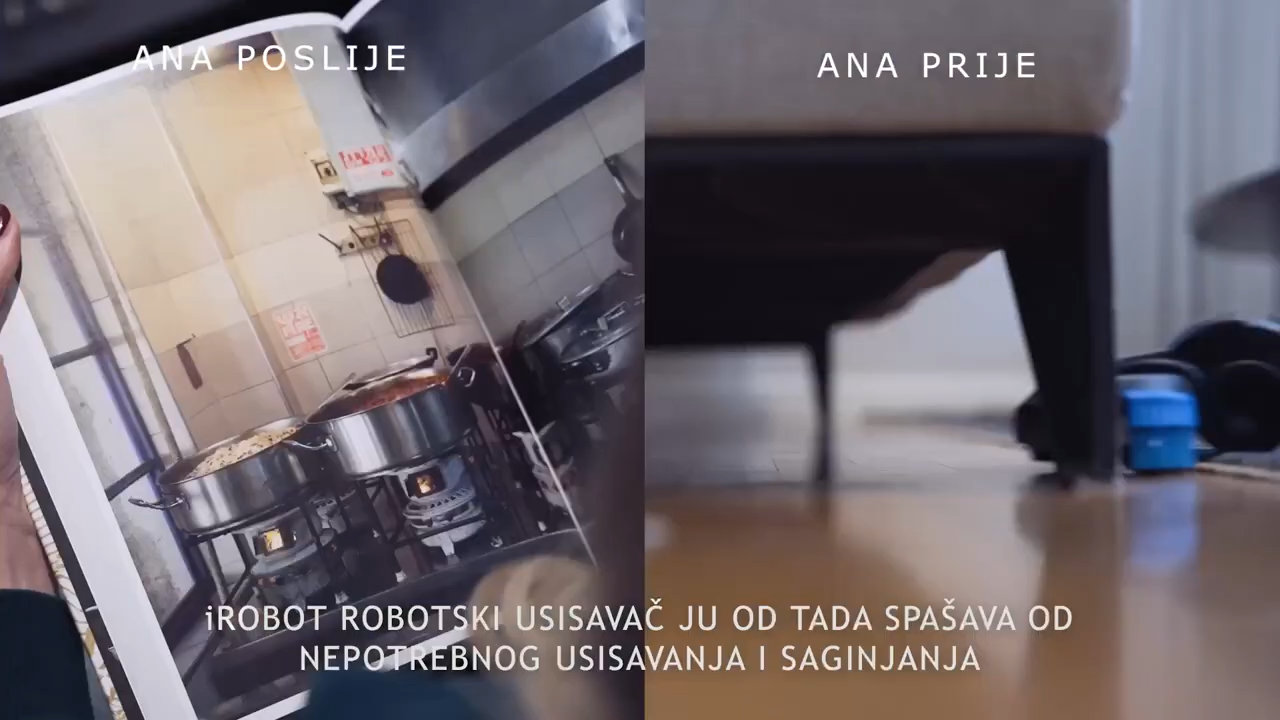 ANA POSLIJE
ANA PRIJE
iROBOT ROBOTSKI USISAVAČ JU OD TADA SPAŠAVA OD
NEPOTREBNOG USISAVANJA I SAGINJANJA